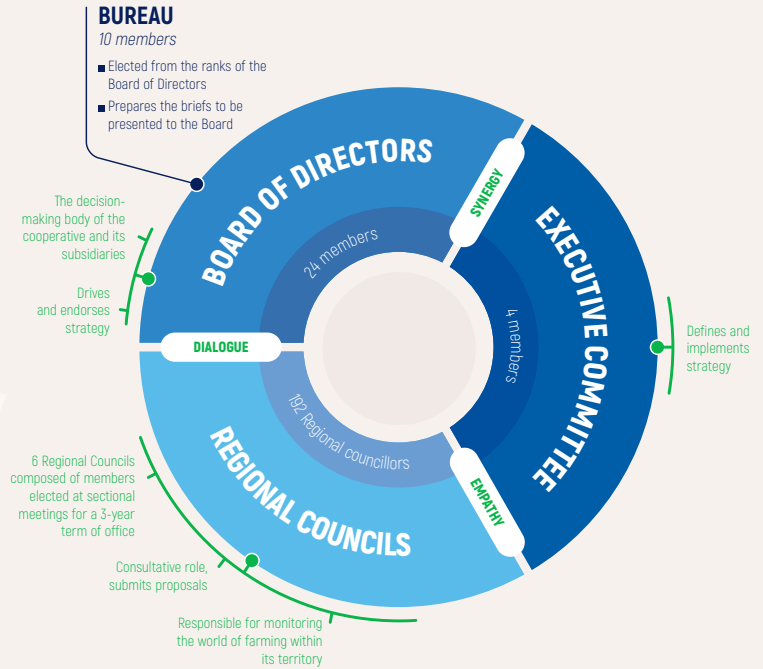 BUREAU
10 members
Elected from the ranks of the
Board of Directors
Prepares the briefs to be
presented to the Board
BOARD OF DIRECTORS
24 members
The decision-
making body of the
cooperative and its
subsidiaries
Drives
and endorses
strategy
SYNERGY
EXECUTIVE COMMITTEE
4 members
Defines and
implements
strategy
DIALOGUE
EMPATHY
REGIONAL COUNCILS
192 Regional councillors
6 Regional Councils
composed of members
elected at sectional
meetings for a 3-year
term of office
Consultative role,
submits proposals
Responsible for monitoring
the world of farming within
its territory